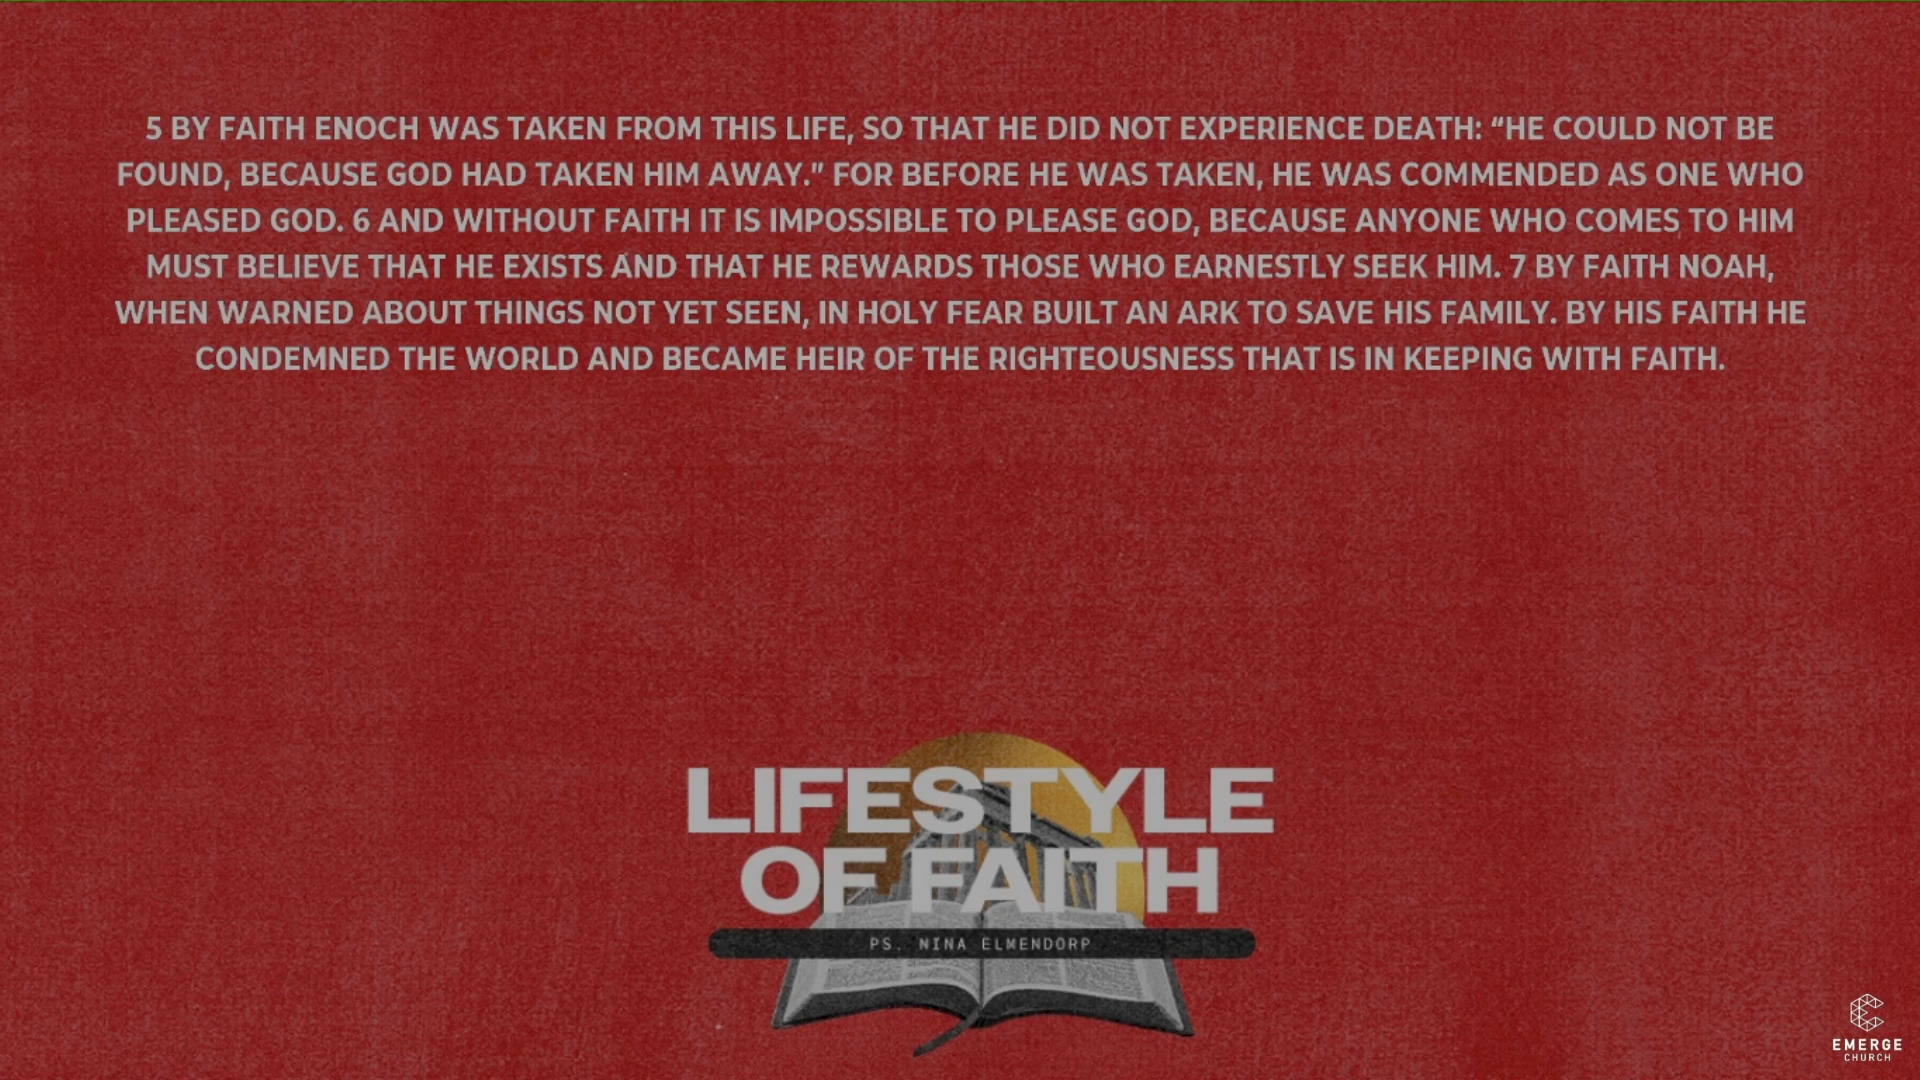 5 BY FAITH ENOCH WAS TAKEN FROM THIS LIFE, SO THAT HE DID NOT EXPERIENCE DEATH: “HE COULD NOT BE
FOUND, BECAUSE GOD HAD TAKEN HIM AWAY.” FOR BEFORE HE WAS TAKEN, HE WAS COMMENDED AS ONE WHO
PLEASED GOD. 6 AND WITHOUT FAITH IT IS IMPOSSIBLE TO PLEASE GOD, BECAUSE ANYONE WHO COMES TO HIM
MUST BELIEVE THAT HE EXISTS AND THAT HE REWARDS THOSE WHO EARNESTLY SEEK HIM. 7 BY FAITH NOAH,
WHEN WARNED ABOUT THINGS NOT YET SEEN, IN HOLY FEAR BUILT AN ARK TO SAVE HIS FAMILY. BY HIS FAITH HE
CONDEMNED THE WORLD AND BECAME HEIR OF THE RIGHTEOUSNESS THAT IS IN KEEPING WITH FAITH.
LIFESTYLE
OF FAITH
PS. NINA ELMENDORP
EMERGE
CHURCH